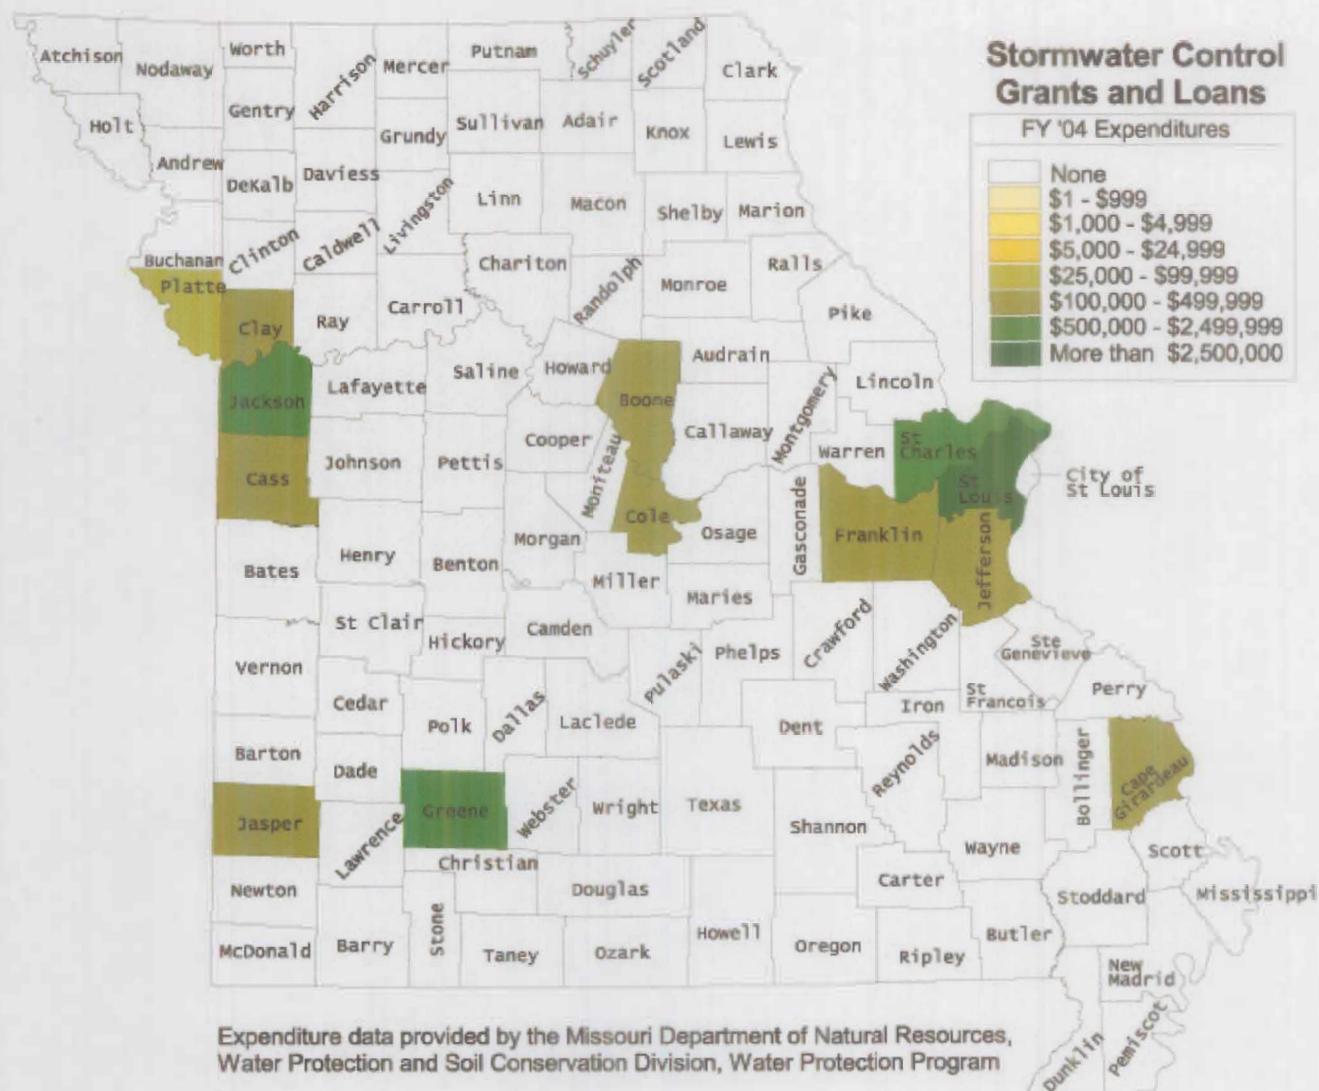 Stormwater Control
Grants and Loans
FY '04 Expenditures
None
$1 - $999
$1,000 - $4,999
$5,000 - $24,999
$25,000 - $99,999
$100,000 - $499,999
$500,000 - $2,499,999
More than $2,500,000
Atchison
Nodaway
Worth
Harrison
Mercer
Putnam
Schuyler
Scotland
Clark
Holt
Gentry
Grundy
Sullivan
Adair
Knox
Lewis
Andrew
DeKalb
Daviess
Livingston
Linn
Macon
Shelby
Marion
Buchanan
Clinton
Caldwell
Chariton
Randolph
Monroe
Ralls
Platte
Clay
Ray
Carroll
Pike
Jackson
Lafayette
Saline
Howard
Boone
Audrain
Montgomery
Lincoln
Cass
Johnson
Pettis
Cooper
Moniteau
Callaway
Warren
St
Charles
St
Louis
City of
St Louis
Cole
Osage
Gasconade
Franklin
Jefferson
Bates
Henry
Benton
Morgan
Miller
Maries
St Clair
Hickory
Camden
Pulaski
Phelps
Crawford
Washington
Ste
Genevieve
Vernon
Cedar
Polk
Dallas
Laclede
Dent
Iron
St
Francois
Perry
Barton
Dade
Reynolds
Madison
Bollinger
Cape
Girardeau
Jasper
Lawrence
Greene
Webster
Wright
Texas
Shannon
Wayne
Scott
Christian
Newton
Stone
Douglas
Carter
Stoddard
Mississippi
McDonald
Barry
Taney
Ozark
Howell
Oregon
Ripley
Butler
New
Madrid
Dunklin
Pemiscot
Expenditure data provided by the Missouri Department of Natural Resources,
Water Protection and Soil Conservation Division, Water Protection Program